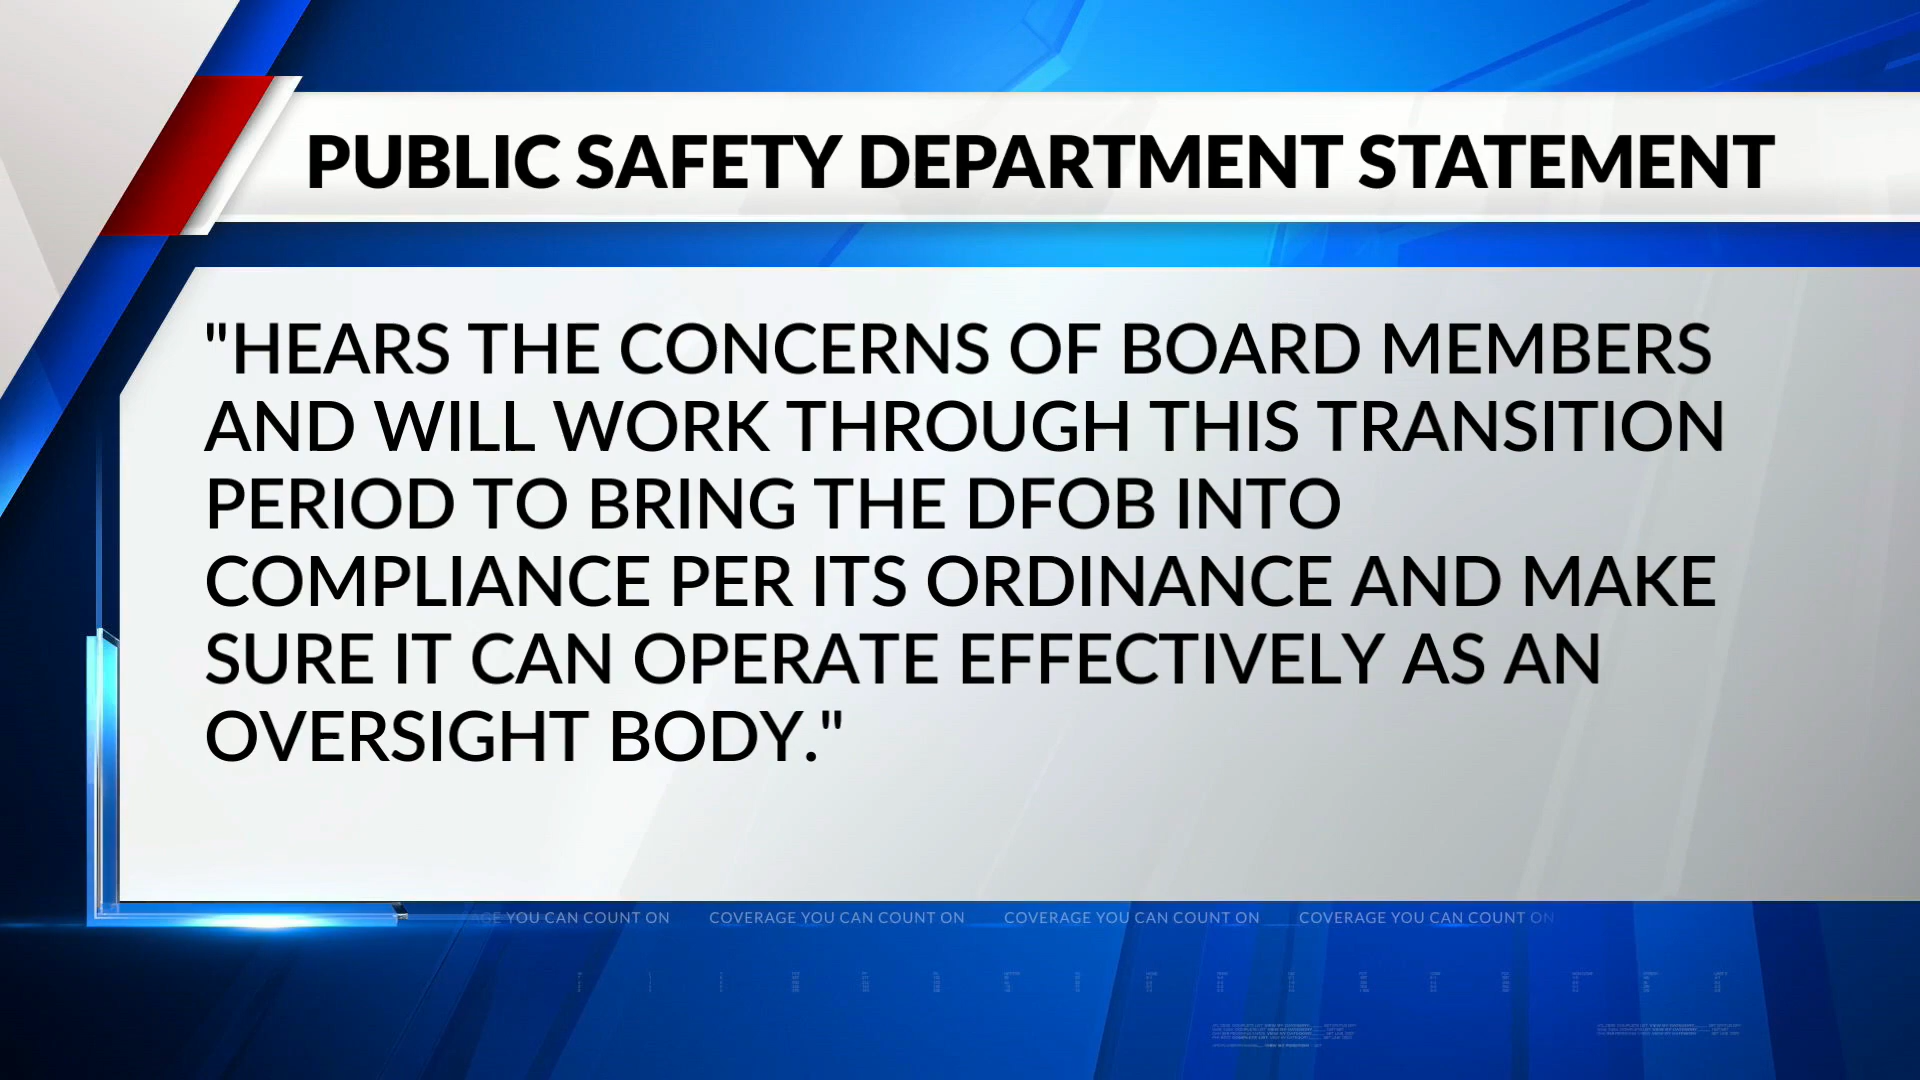 PUBLIC SAFETY DEPARTMENT STATEMENT
"HEARS THE CONCERNS OF BOARD MEMBERS
AND WILL WORK THROUGH THIS TRANSITION
PERIOD TO BRING THE DFOB INTO
COMPLIANCE PER ITS ORDINANCE AND MAKE
SURE IT CAN OPERATE EFFECTIVELY AS AN
OVERSIGHT BODY."
AGE YOU CAN COUNT ON COVERAGE YOU CAN COUNT ON COVERAGE YOU CAN COUNT ON COVERAGE YOU CAN COUNT ON